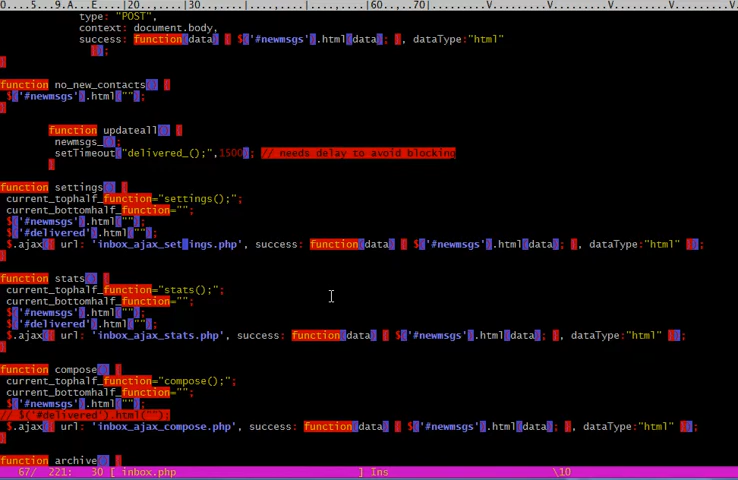 0....5...9.A...E...|20.......|30.......................|60.......70.......V.........V.........V.........V.........V..
type: "POST",
context: document.body,
success: function(data) { $('#newmsgs').html(data); }, dataType:"html"
});
}
function no_new_contacts() {
$('#newmsgs').html("");
}
function updateall() {
newmsgs_();
setTimeout("delivered_();",1500); // needs delay to avoid blocking
}
function settings() {
current_tophalf_function="settings();";
current_bottomhalf_function="";
$('#newmsgs').html("");
$('#delivered').html("");
$.ajax({ url: 'inbox_ajax_settings.php', success: function(data) { $('#newmsgs').html(data); }, dataType:"html" });
}
function stats() {
current_tophalf_function="stats();";
current_bottomhalf_function="";
$('#newmsgs').html("");
$('#delivered').html("");
$.ajax({ url: 'inbox_ajax_stats.php', success: function(data) { $('#newmsgs').html(data); }, dataType:"html" });
}
function compose() {
current_tophalf_function="compose();";
current_bottomhalf_function="";
$('#newmsgs').html("");
// $('#delivered').html("");
$.ajax({ url: 'inbox_ajax_compose.php', success: function(data) { $('#newmsgs').html(data); }, dataType:"html" });
}
function archive() {
67/ 221: 30 [ inbox.php ] Ins \10